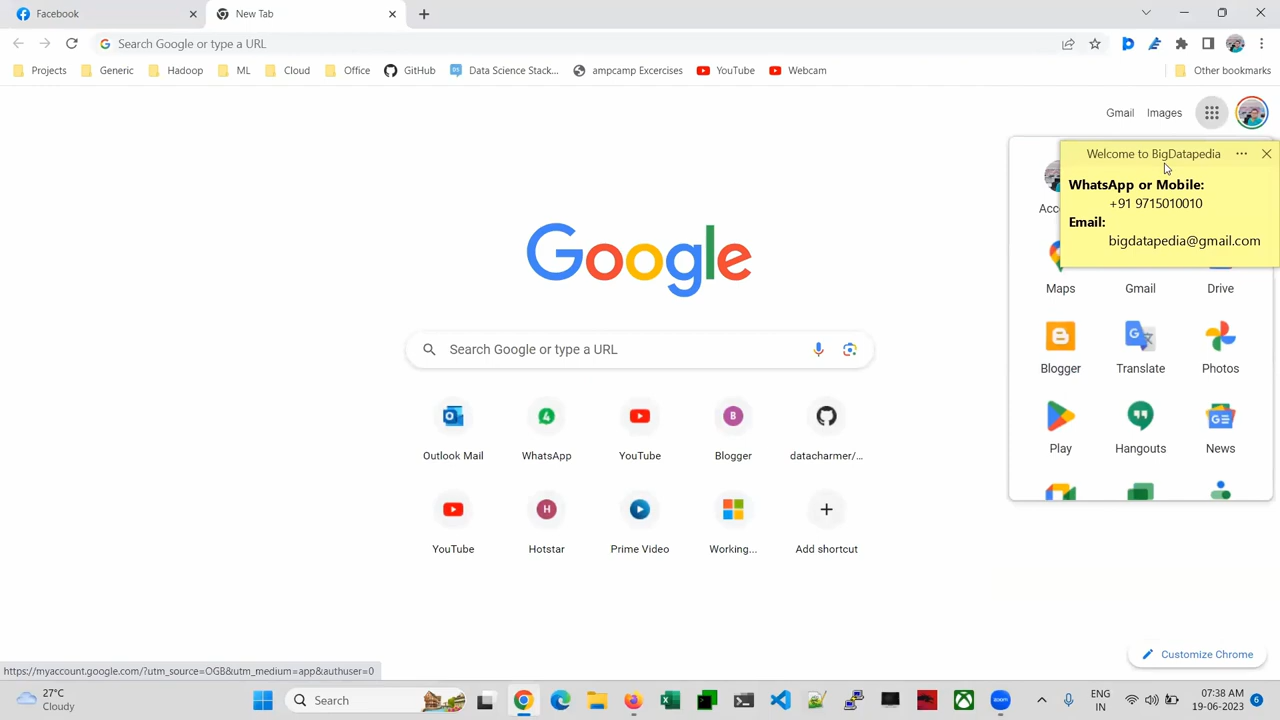 Facebook
New Tab
Search Google or type a URL
Projects
Generic
Hadoop
ML
Cloud
Office
GitHub
Data Science Stack...
ampcamp Excercises
YouTube
Webcam
Other bookmarks
Gmail
Images
Welcome to BigDatapedia
WhatsApp or Mobile:
+91 9715010010
Email:
bigdatapedia@gmail.com
Google
Maps
Gmail
Drive
Search Google or type a URL
Blogger
Translate
Photos
Play
Hangouts
News
Outlook Mail
WhatsApp
YouTube
Blogger
datacharmer/...
YouTube
Hotstar
Prime Video
Working...
Add shortcut
Customize Chrome
https://myaccount.google.com/?utm_source=OGB&utm_medium=app&authuser=0
27°C
Cloudy
Search
ENG
IN
07:38 AM
19-06-2023
6